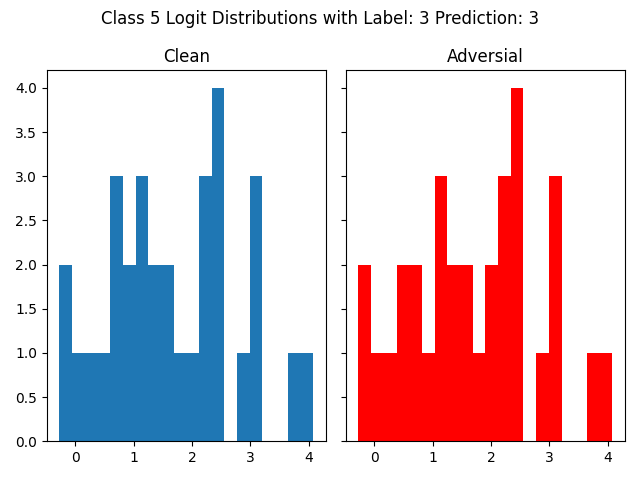 Class 5 Logit Distributions with Label: 3 Prediction: 3
Clean
Adversial
4.0
3.5
3.0
2.5
2.0
1.5
1.0
0.5
0.0
0 1 2 3 4
0 1 2 3 4